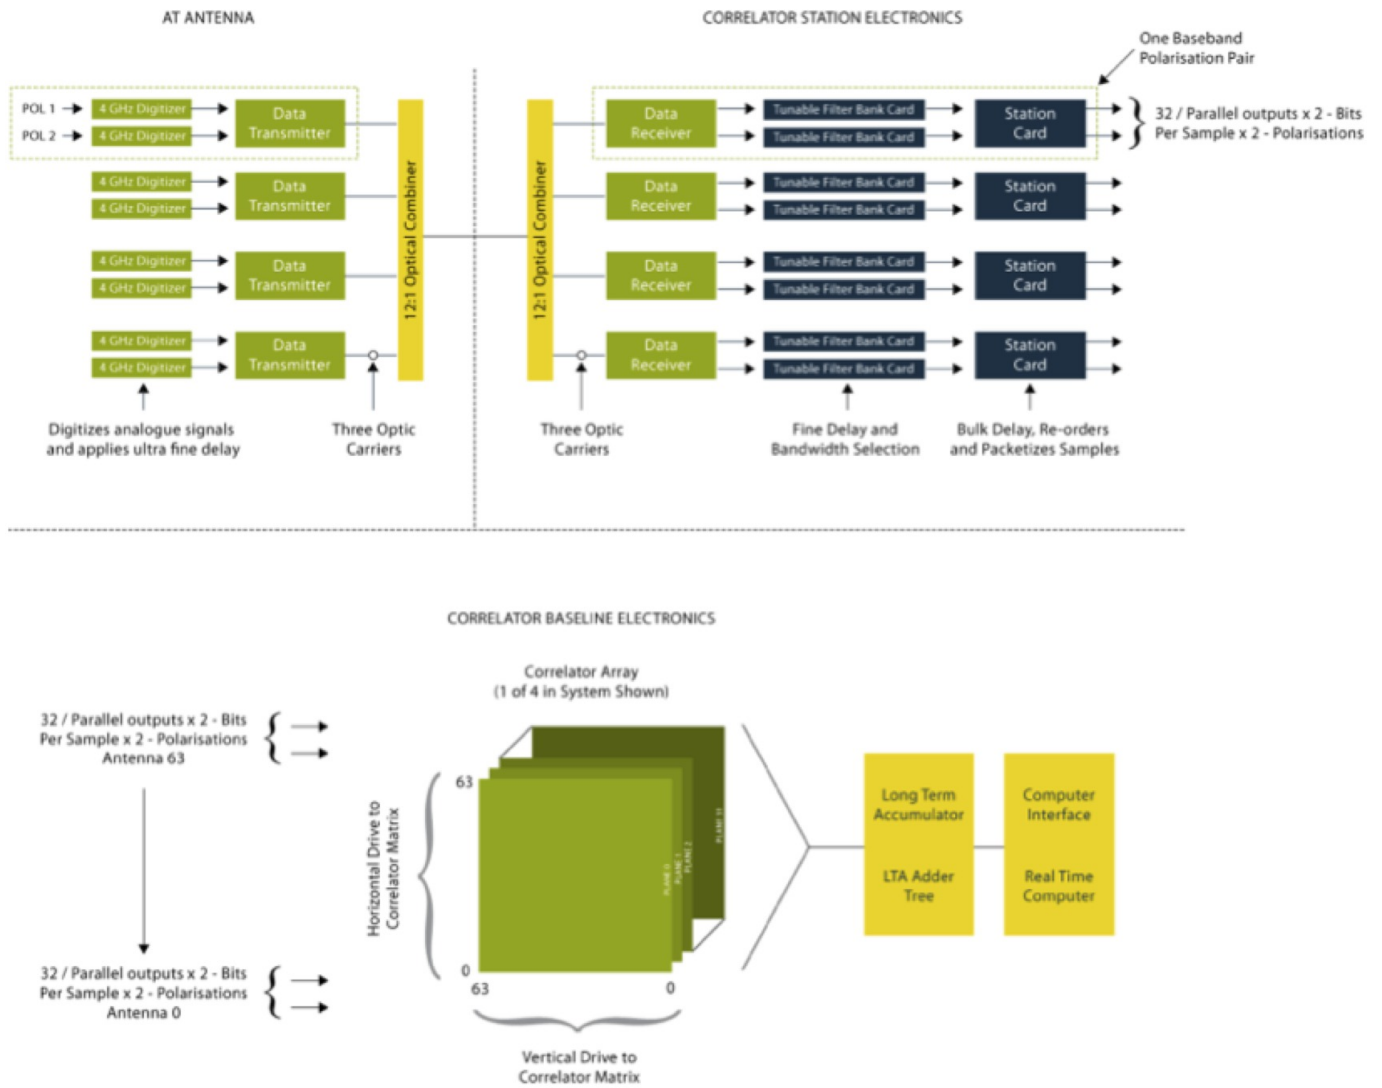 AT ANTENNA
CORRELATOR STATION ELECTRONICS
One Baseband
Polarisation Pair
POL 1
4 GHz Digitizer
POL 2
4 GHz Digitizer
Data
Transmitter
Data
Receiver
Tunable Filter Bank Card
Tunable Filter Bank Card
Station
Card
32 / Parallel outputs x 2 - Bits
Per Sample x 2 - Polarisations
4 GHz Digitizer
4 GHz Digitizer
Data
Transmitter
Data
Receiver
Tunable Filter Bank Card
Tunable Filter Bank Card
Station
Card
12:1 Optical Combiner
12:1 Optical Combiner
4 GHz Digitizer
4 GHz Digitizer
Data
Transmitter
Data
Receiver
Tunable Filter Bank Card
Tunable Filter Bank Card
Station
Card
4 GHz Digitizer
4 GHz Digitizer
Data
Transmitter
Data
Receiver
Tunable Filter Bank Card
Tunable Filter Bank Card
Station
Card
Digitizes analogue signals
and applies ultra fine delay
Three Optic
Carriers
Three Optic
Carriers
Fine Delay and
Bandwidth Selection
Bulk Delay, Re-orders
and Packetizes Samples
CORRELATOR BASELINE ELECTRONICS
Correlator Array
(1 of 4 in System Shown)
32 / Parallel outputs x 2 - Bits
Per Sample x 2 - Polarisations
Antenna 63
63
Horizontal Drive to
Correlator Matrix
0
PLANE 0
PLANE 1
PLANE 2
PLANE
Long Term
Accumulator
LTA Adder
Tree
Computer
Interface
Real Time
Computer
32 / Parallel outputs x 2 - Bits
Per Sample x 2 - Polarisations
Antenna 0
63
0
Vertical Drive to
Correlator Matrix